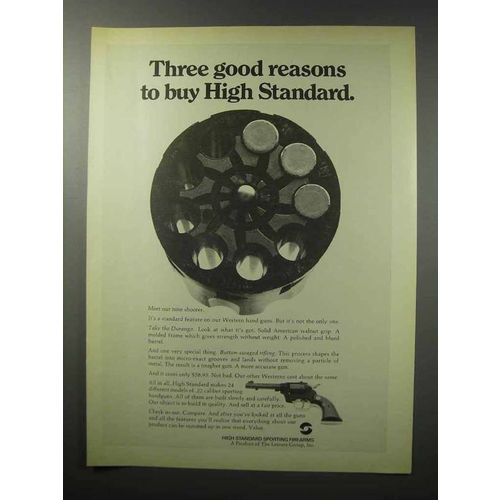 Three good reasons
to buy High Standard.
Meet our nine shooter.
It's a standard feature on our Western hand guns. But it's not the only one.
Take the Durango. Look at what it's got. Solid American walnut grip. A
molded frame which gives strength without weight. A polished and blued
barrel.
And one very special thing. Button-swaged rifling. This process shapes the
barrel into micro-exact grooves and lands without removing a particle of
metal. The result is a tougher gun. A more accurate gun.
And it costs only Not bad. Our other Westerns cost about the same.
All in all, High Standard makes 24
different models of .22 caliber sporting
handguns. All of them are built slowly and carefully.
Our object is to build in quality. And sell at a fair price.
Check us out. Compare. And after you've looked at all the guns
and all the features you'll realize that everything about our
product can be summed up in one word. Value.
HIGH STANDARD SPORTING FIREARMS
A Product of The Leisure Group, Inc.